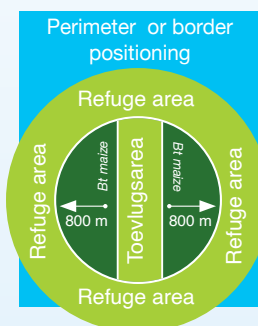 Perimeter or border
positioning
Refuge area
Refuge area
Bt maize
800 m
Toevlugsarea
Bt maize
800 m
Refuge area
Refuge area